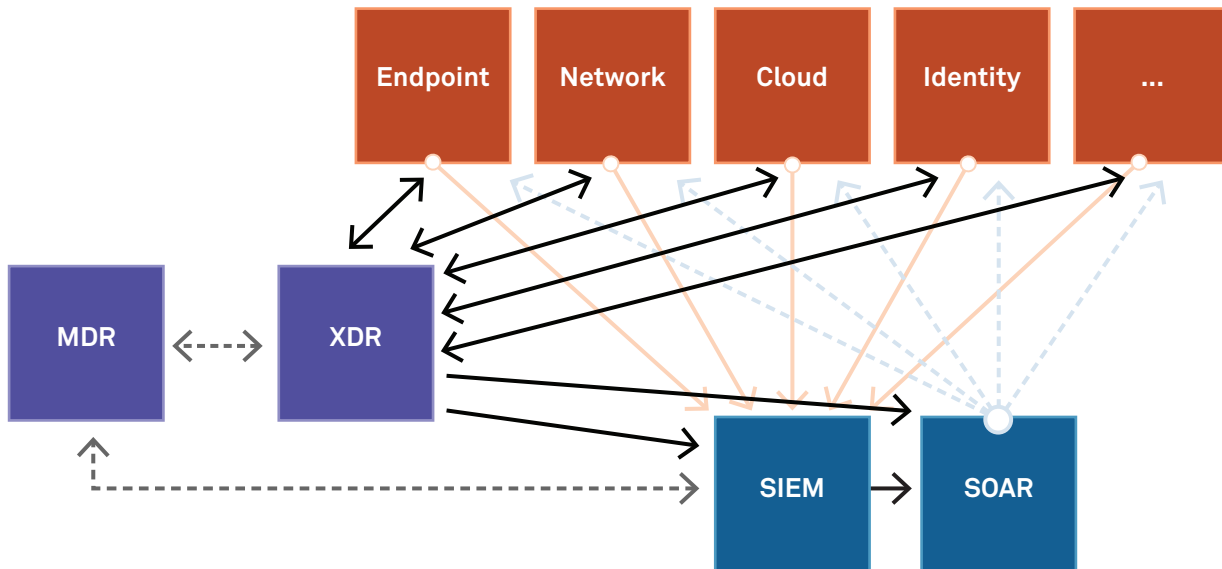 Endpoint
Network
Cloud
Identity
...
MDR
XDR
SIEM
SOAR